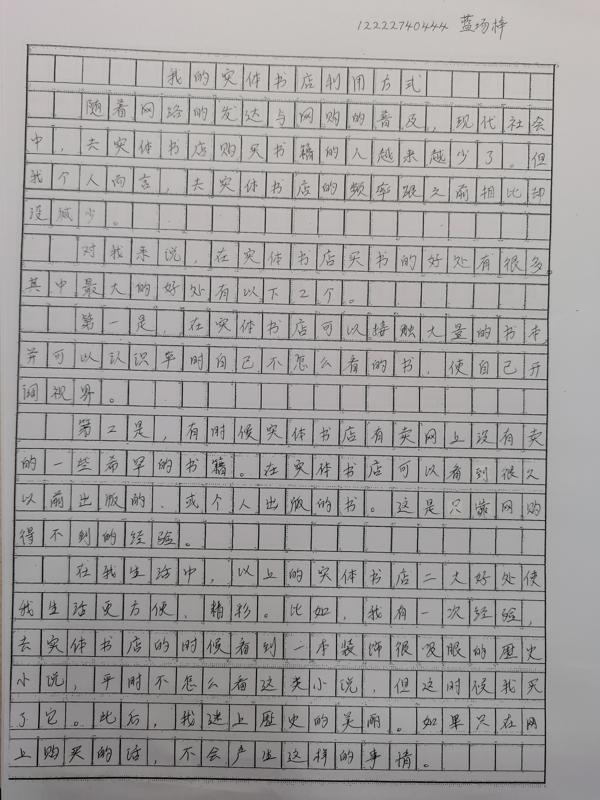 12222740444 蓝场梓
我的实体书店利用方式
随着网络的发达与网购的普及，现代社会
中，去实体书店购买书籍的人越来越少了。但
我个人而言，去实体书店的频率跟之前相比却
没减少。
对我来说，在实体书店买书的好处有很多
其中最大的好处有以下2个。
第一是，在实体书店可以接触大量的书本
并可以认识平时自己不怎么看的书，使自己开
阔视界。
第2是，有时候实体书店有卖网上没有卖
的一些希罕的书籍。在实体书店可以看到很久
以前出版的、或个人出版的书。这是只靠网购
得不到的经验。
在我生活中，以上的实体书店二大好处使
我生活更方便、精彩。比如，我有一次经验，
去实体书店的时候看到一本装饰很吸服的歴史
小说，平时不怎么看这类小说，但这时候我买
了它。此后，我迷上歴史的美丽。如果只在网
上购买的话，不会产生这样的事情。